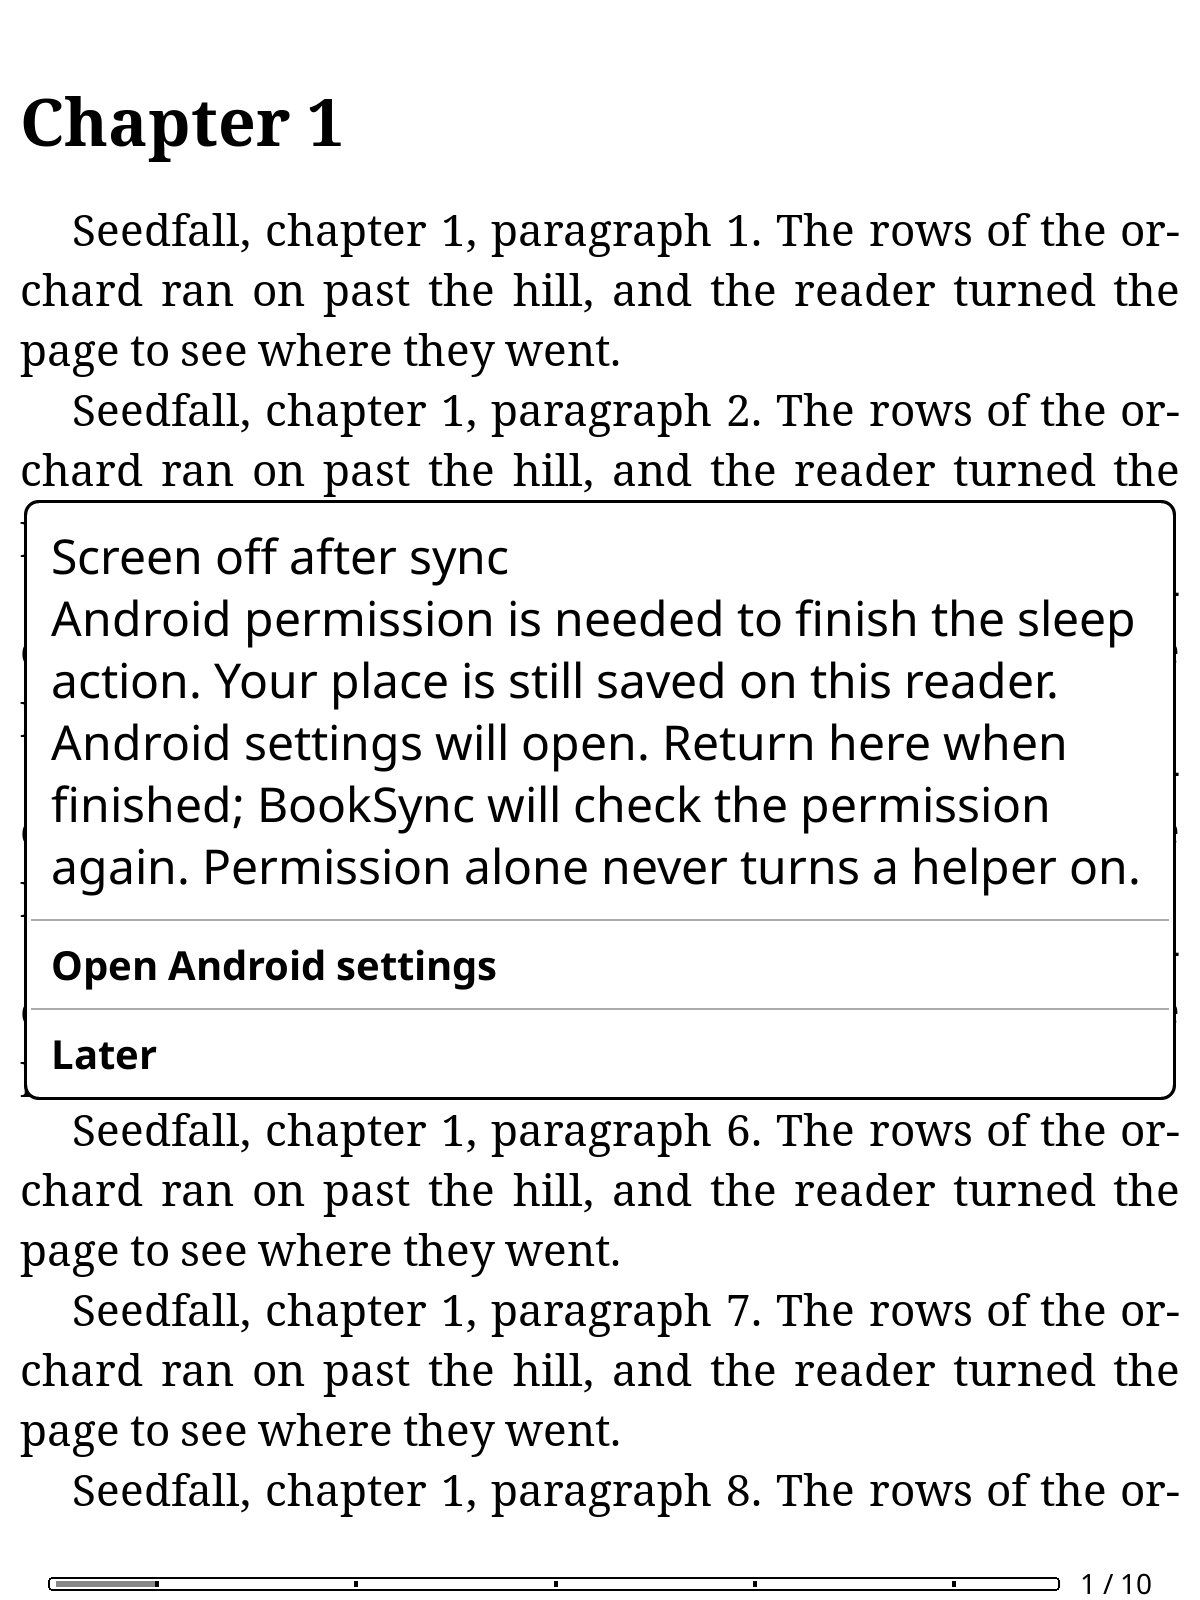 Chapter 1
Seedfall, chapter 1, paragraph 1. The rows of the or-
chard ran on past the hill, and the reader turned the
page to see where they went.
Seedfall, chapter 1, paragraph 2. The rows of the or-
chard ran on past the hill, and the reader turned the
Screen off after sync
Android permission is needed to finish the sleep
action. Your place is still saved on this reader.
Android settings will open. Return here when
finished; BookSync will check the permission
again. Permission alone never turns a helper on.
Open Android settings
Later
Seedfall, chapter 1, paragraph 6. The rows of the or-
chard ran on past the hill, and the reader turned the
page to see where they went.
Seedfall, chapter 1, paragraph 7. The rows of the or-
chard ran on past the hill, and the reader turned the
page to see where they went.
Seedfall, chapter 1, paragraph 8. The rows of the or-
1 / 10